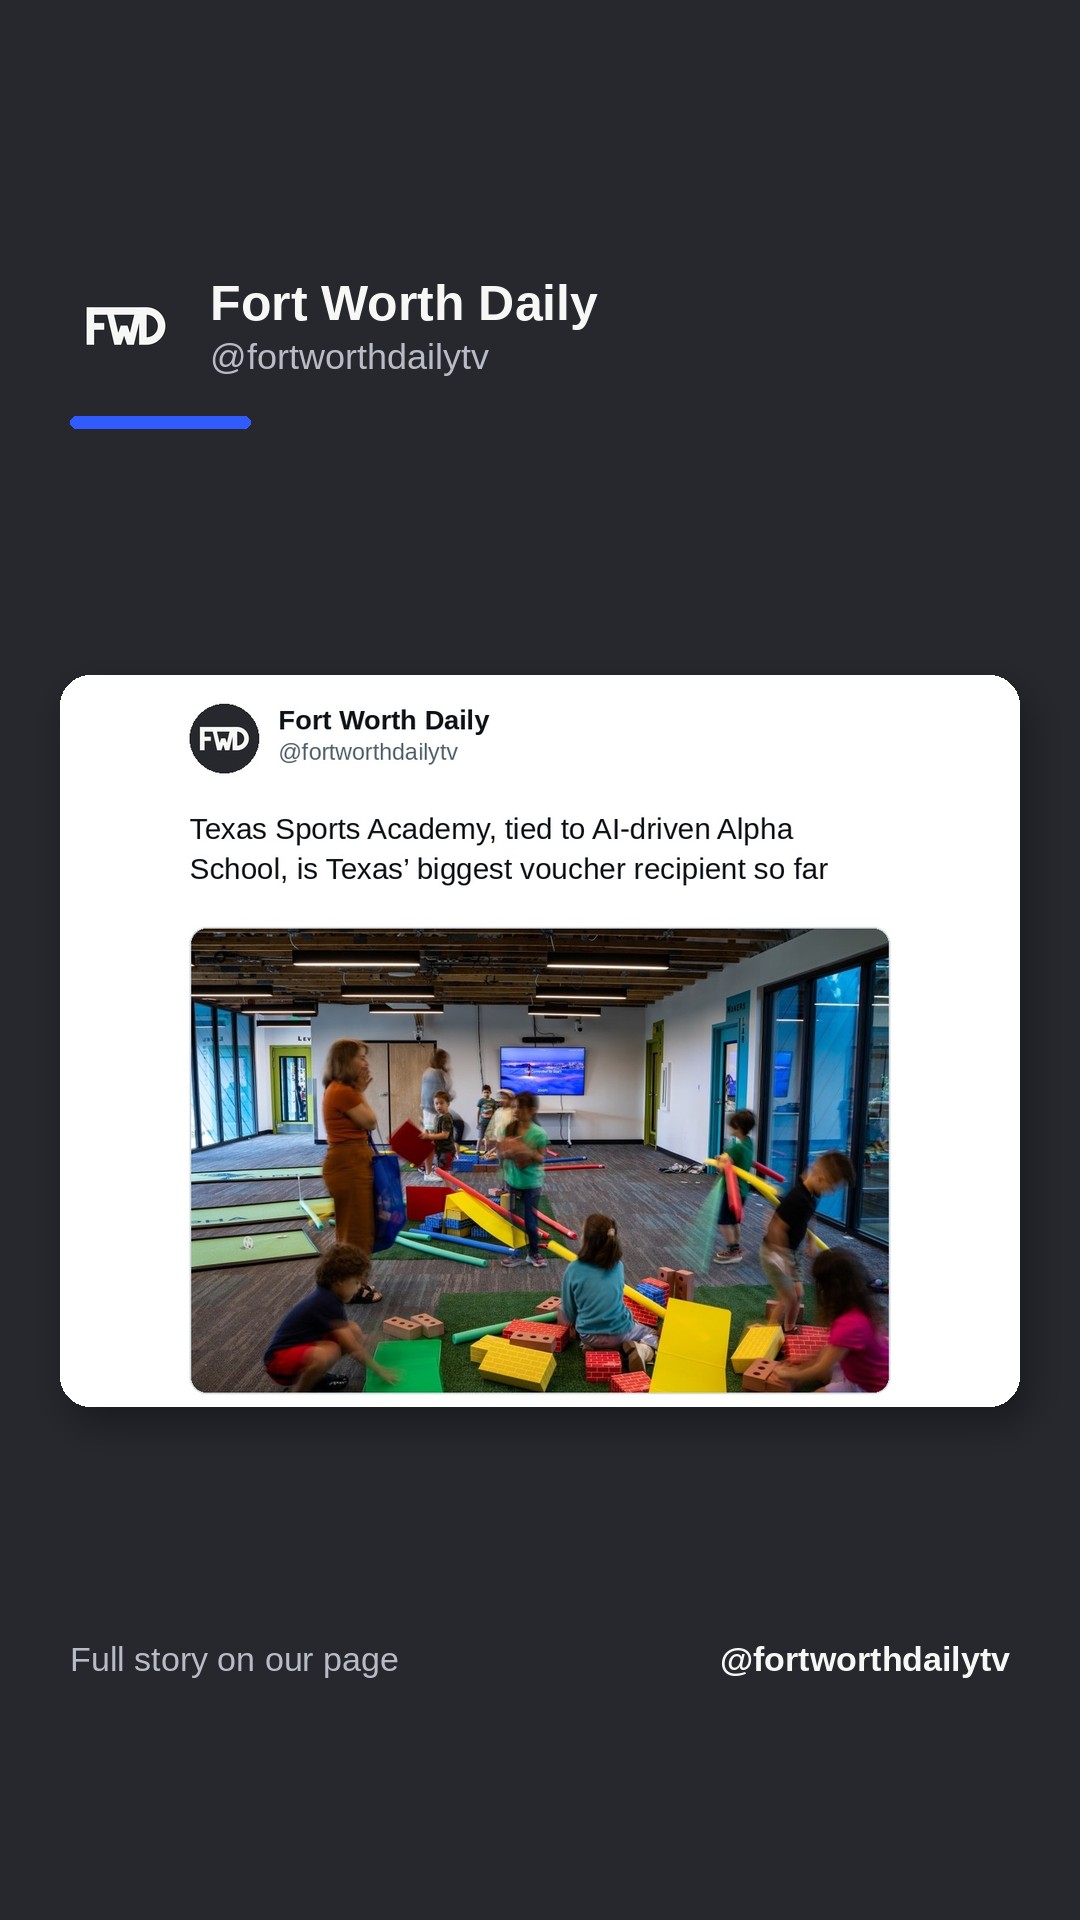 FWD
Fort Worth Daily
@fortworthdailytv
FWD
Fort Worth Daily
@fortworthdailytv
Texas Sports Academy, tied to AI-driven Alpha
School, is Texas’ biggest voucher recipient so far
Full story on our page
@fortworthdailytv